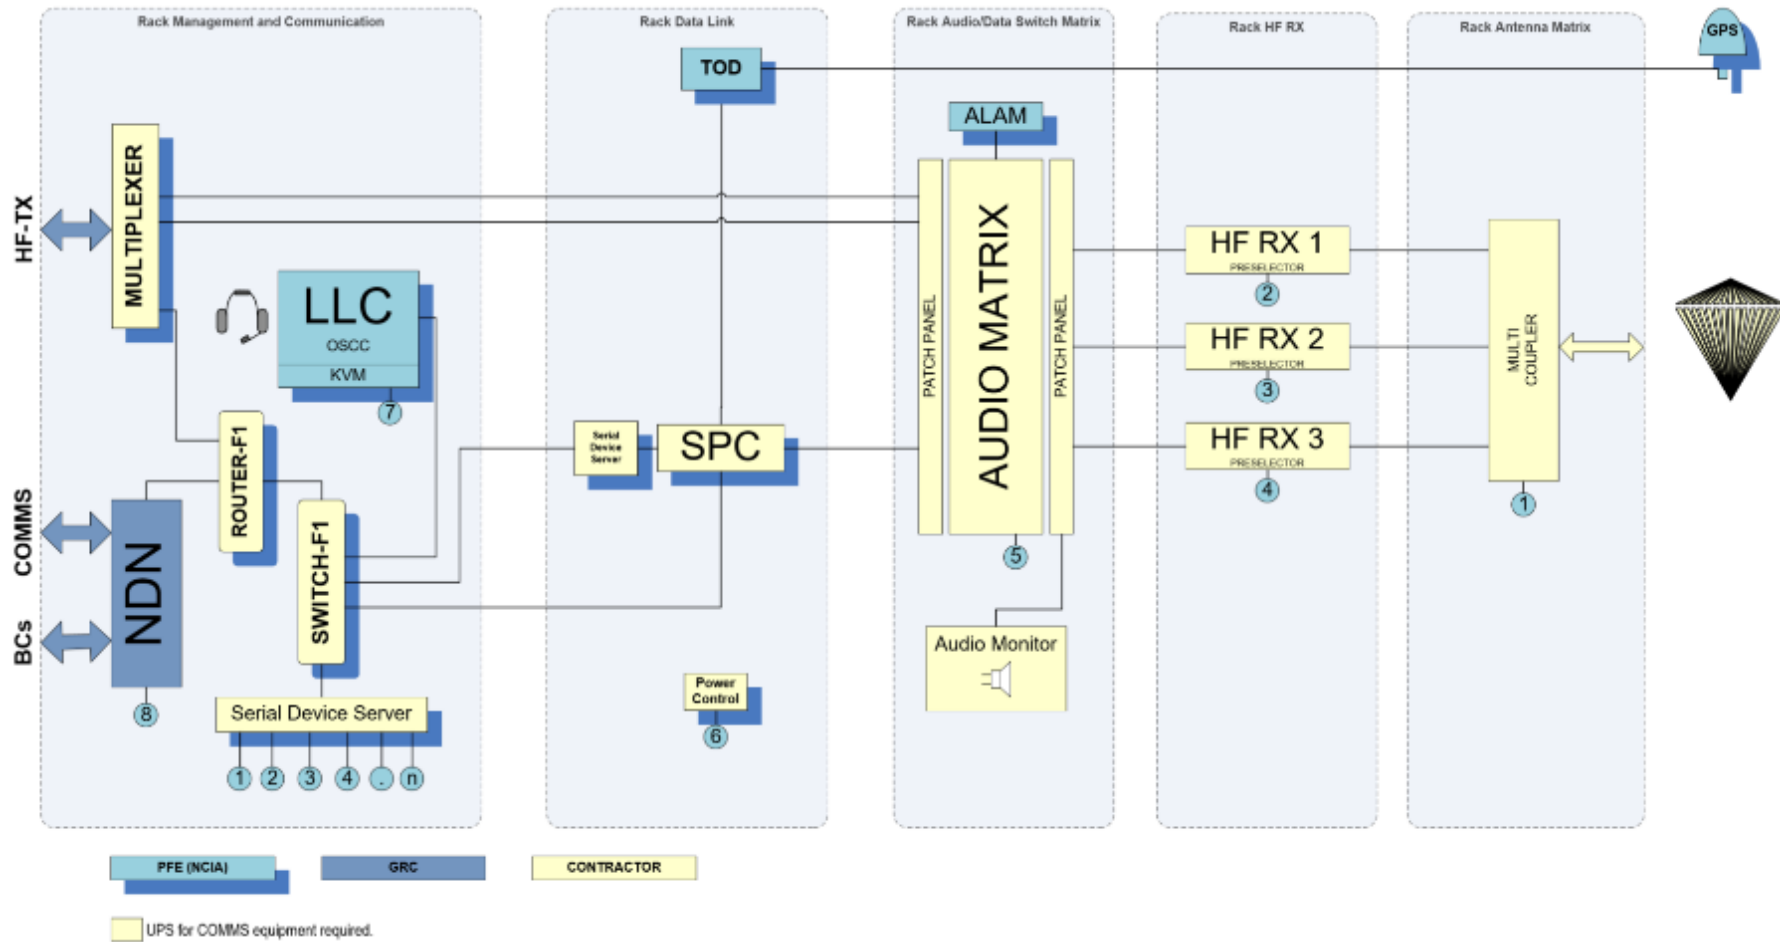 Rack Management and Communication
Rack Data Link
Rack Audio/Data Switch Matrix
Rack HF RX
Rack Antenna Matrix
GPS
TOD
ALAM
MULTIPLEXER
HF-TX
LLC
OSCC
KVM
7
ROUTER-F1
SWITCH-F1
COMMS
BCs
NDN
8
Serial Device Server
1
2
3
4
.
n
Serial
Device
Server
SPC
Power
Control
6
PATCH PANEL
AUDIO MATRIX
PATCH PANEL
5
Audio Monitor
HF RX 1
PRESELECTOR
2
HF RX 2
PRESELECTOR
3
HF RX 3
PRESELECTOR
4
MULTI
COUPLER
1
PFE (NCIA)
GRC
CONTRACTOR
UPS for COMMS equipment required.